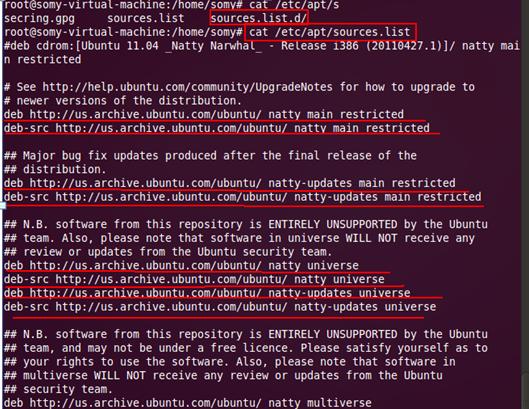 root@somy-virtual-machine:/home/somy# cat /etc/apt/s
secring.gpg     sources.list    sources.list.d/
root@somy-virtual-machine:/home/somy# cat /etc/apt/sources.list
#deb cdrom:[Ubuntu 11.04 _Natty Narwhal_ - Release i386 (20110427.1)]/ natty mai
n restricted

# See http://help.ubuntu.com/community/UpgradeNotes for how to upgrade to
# newer versions of the distribution.
deb http://us.archive.ubuntu.com/ubuntu/ natty main restricted
deb-src http://us.archive.ubuntu.com/ubuntu/ natty main restricted

## Major bug fix updates produced after the final release of the
## distribution.
deb http://us.archive.ubuntu.com/ubuntu/ natty-updates main restricted
deb-src http://us.archive.ubuntu.com/ubuntu/ natty-updates main restricted

## N.B. software from this repository is ENTIRELY UNSUPPORTED by the Ubuntu
## team. Also, please note that software in universe WILL NOT receive any
## review or updates from the Ubuntu security team.
deb http://us.archive.ubuntu.com/ubuntu/ natty universe
deb-src http://us.archive.ubuntu.com/ubuntu/ natty universe
deb http://us.archive.ubuntu.com/ubuntu/ natty-updates universe
deb-src http://us.archive.ubuntu.com/ubuntu/ natty-updates universe

## N.B. software from this repository is ENTIRELY UNSUPPORTED by the Ubuntu
## team, and may not be under a free licence. Please satisfy yourself as to
## your rights to use the software. Also, please note that software in
## multiverse WILL NOT receive any review or updates from the Ubuntu
## security team.
deb http://us.archive.ubuntu.com/ubuntu/ natty multiverse